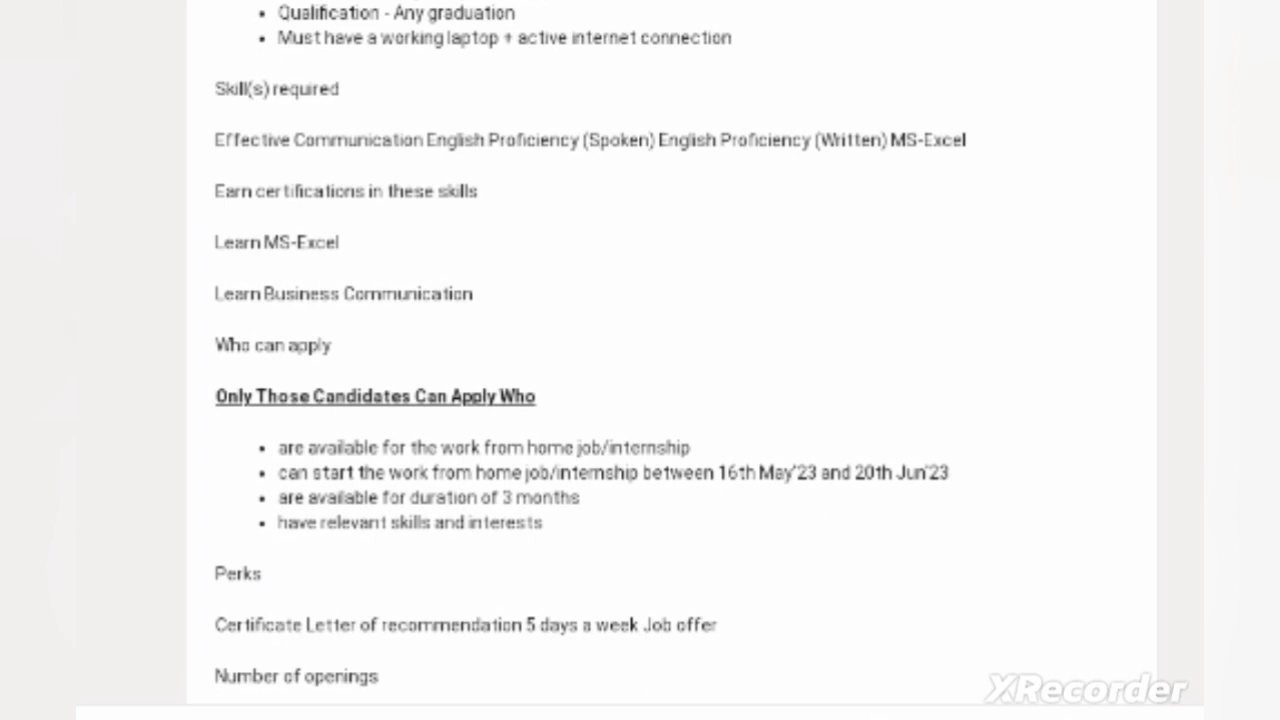 • Qualification - Any graduation
• Must have a working laptop + active internet connection
Skill(s) required
Effective Communication English Proficiency (Spoken) English Proficiency (Written) MS-Excel
Earn certifications in these skills
Learn MS-Excel
Learn Business Communication
Who can apply
Only Those Candidates Can Apply Who
• are available for the work from home job/internship
• can start the work from home job/internship between 16th May'23 and 20th Jun'23
• are available for duration of 3 months
• have relevant skills and interests
Perks
Certificate Letter of recommendation 5 days a week Job offer
Number of openings
XRecorder